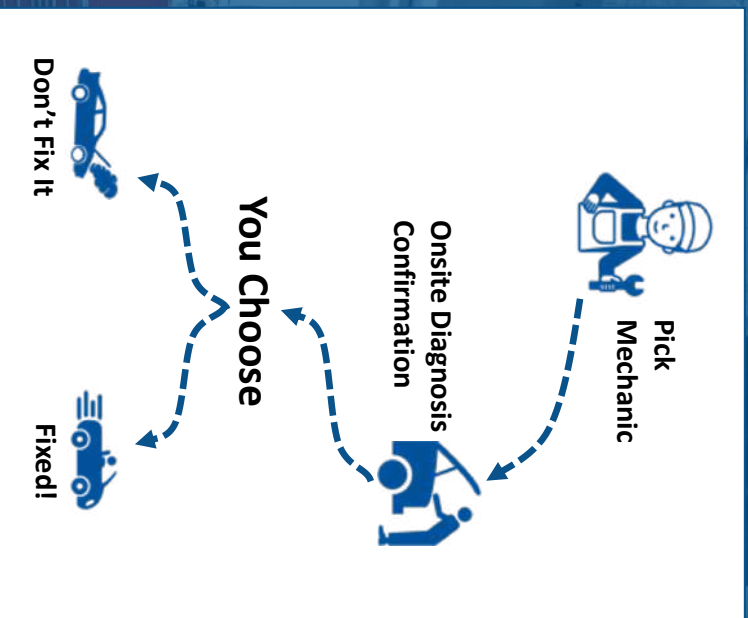 Pick
Mechanic
Onsite Diagnosis
Confirmation
You Choose
Don't Fix It
Fixed!